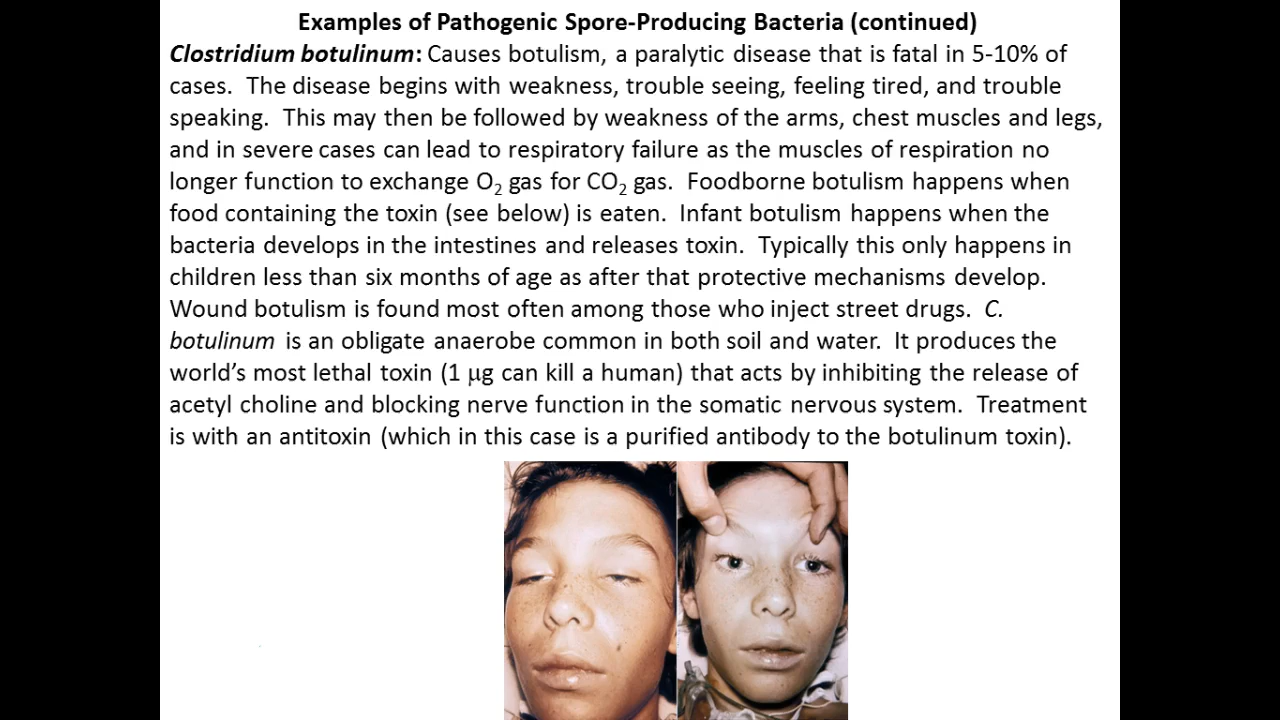 Examples of Pathogenic Spore-Producing Bacteria (continued)
Clostridium botulinum: Causes botulism, a paralytic disease that is fatal in 5-10% of
cases.  The disease begins with weakness, trouble seeing, feeling tired, and trouble
speaking.  This may then be followed by weakness of the arms, chest muscles and legs,
and in severe cases can lead to respiratory failure as the muscles of respiration no
longer function to exchange O₂ gas for CO₂ gas.  Foodborne botulism happens when
food containing the toxin (see below) is eaten.  Infant botulism happens when the
bacteria develops in the intestines and releases toxin.  Typically this only happens in
children less than six months of age as after that protective mechanisms develop.
Wound botulism is found most often among those who inject street drugs.  C.
botulinum is an obligate anaerobe common in both soil and water.  It produces the
world’s most lethal toxin (1 μg can kill a human) that acts by inhibiting the release of
acetyl choline and blocking nerve function in the somatic nervous system.  Treatment
is with an antitoxin (which in this case is a purified antibody to the botulinum toxin).